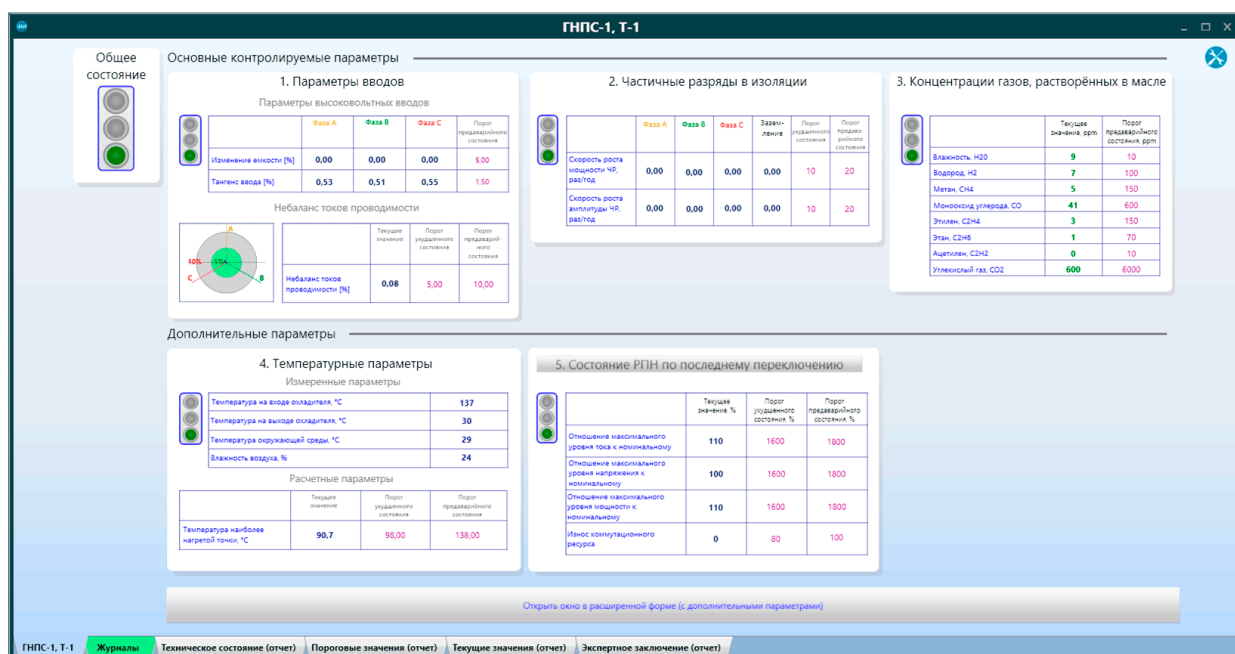 ГНПС-1, Т-1
Общее
состояние
Основные контролируемые параметры
1. Параметры вводов
Параметры высоковольтных вводов
Фаза A Фаза B Фаза C Порог
предаварийного
состояния
Изменение емкости [%] 0,00 0,00 0,00 5,00
Тангенс ввода [%] 0,53 0,51 0,55 1,50
Небаланс токов проводимости
A
10% 5%
C B
Текущее
значение
Порог
ухудшенного
состояния
Порог
предаварий-
ного
состояния
Небаланс токов
проводимости [%] 0,08 5,00 10,00
2. Частичные разряды в изоляции
Фаза A Фаза B Фаза C
Зазем-
ление
Порог
ухудшенного
состояния
Порог
предава-
рийного
состояния
Скорость роста
мощности ЧР,
раз/год
0,00 0,00 0,00 0,00 10 20
Скорость роста
амплитуды ЧР,
раз/год
0,00 0,00 0,00 0,00 10 20
3. Концентрации газов, растворённых в масле
Текущее
значение, ppm
Порог
предаварийного
состояния, ppm
Влажность, H20 9 10
Водород, H2 7 100
Метан, CH4 5 150
Монооксид углерода, CO 41 600
Этилен, C2H4 3 150
Этан, C2H6 1 70
Ацетилен, C2H2 0 10
Углекислый газ, CO2 600 6000
Дополнительные параметры
4. Температурные параметры
Измеренные параметры
Температура на входе охладителя, °C 137
Температура на выходе охладителя, °C 30
Температура окружающей среды, °C 29
Влажность воздуха, % 24
Расчетные параметры
Текущее
значение
Порог
ухудшенного
состояния
Порог
предаварийного
состояния
Температура наиболее
нагретой точки, °C
90,7 98,00 138,00
5. Состояние РПН по последнему переключению
Текущее
значение, %
Порог
ухудшенного
состояния, %
Порог
предаварийного
состояния, %
Отношение максимального
уровня тока к номинальному
110 1600 1800
Отношение максимального
уровня напряжения к
номинальному
100 1600 1800
Отношение максимального
уровня мощности к
номинальному
110 1600 1800
Износ коммутационного
ресурса
0 80 100
Открыть окно в расширенной форме (с дополнительными параметрами)
ГНПС-1, Т-1 Журналы Техническое состояние (отчет) Пороговые значения (отчет) Текущие значения (отчет) Экспертное заключение (отчет)